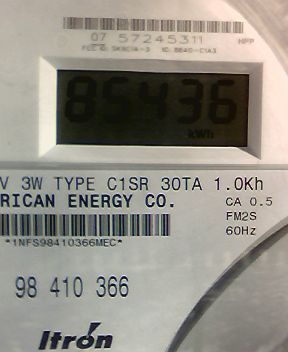 07 57245311
85436
kWh
V 3W TYPE C1SR 30TA 1.0Kh
RICAN ENERGY CO.
CA 0.5
FM2S
60Hz
*1NFS98410366MEC*
98 410 366
Itrón